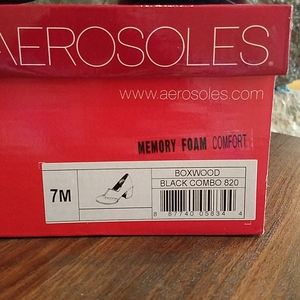 AEROSOLES
www.aerosoles.com
MEMORY FOAM COMFORT
BOXWOOD
7M
BLACK COMBO 820
8 87740 05834 4